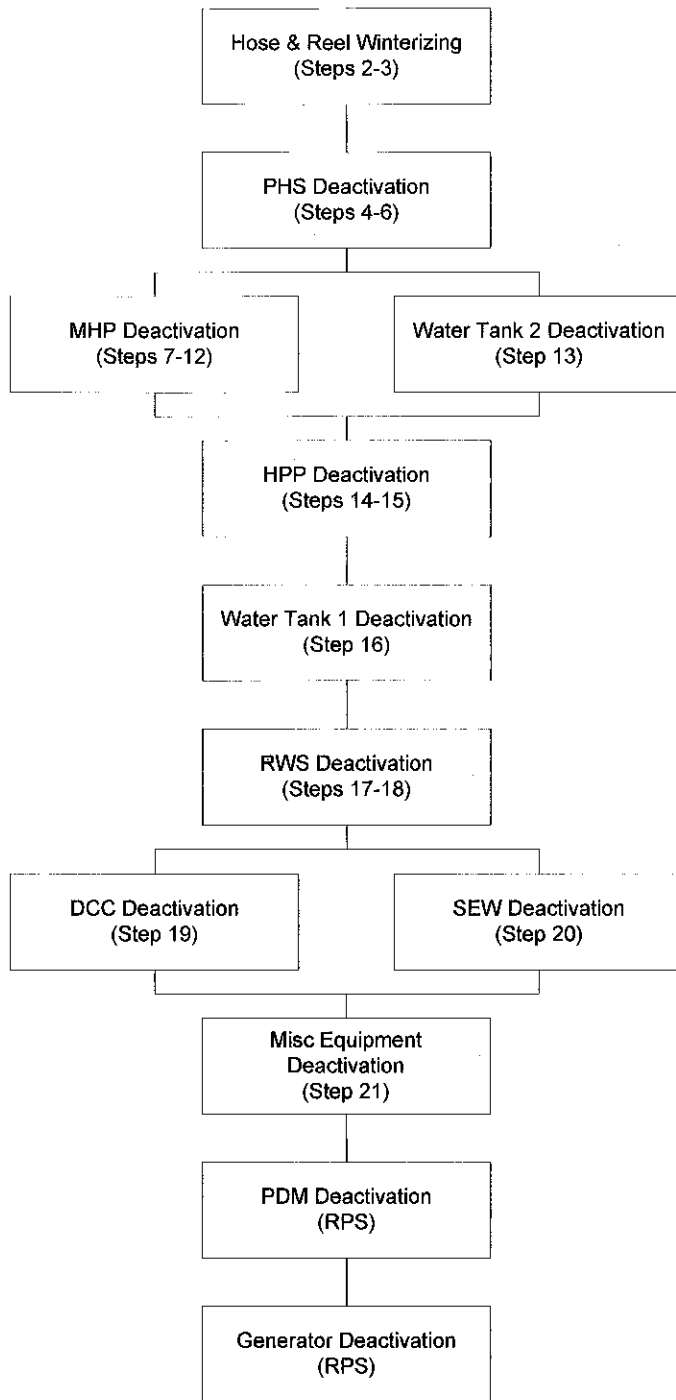 Hose & Reel Winterizing
(Steps 2-3)
PHS Deactivation
(Steps 4-6)
MHP Deactivation
(Steps 7-12)
Water Tank 2 Deactivation
(Step 13)
HPP Deactivation
(Steps 14-15)
Water Tank 1 Deactivation
(Step 16)
RWS Deactivation
(Steps 17-18)
DCC Deactivation
(Step 19)
SEW Deactivation
(Step 20)
Misc Equipment
Deactivation
(Step 21)
PDM Deactivation
(RPS)
Generator Deactivation
(RPS)